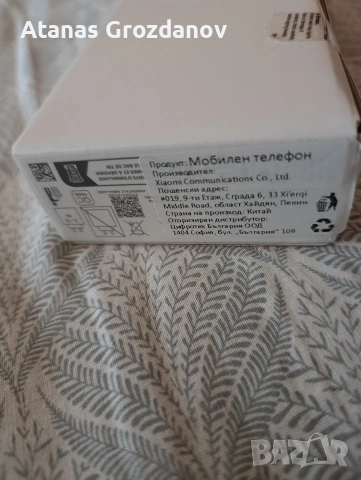 Atanas Grozdanov
Продукт: Мобилен телефон
Производител:
Xiaomi Communications Co., Ltd.
Пощенски адрес:
#019, 9-ти Етаж, Сграда 6, 33 Xi'erqi
Middle Road, област Хайдян, Пекин
Страна на произход: Китай
Оторизиран дистрибутор:
Цифротех България ООД
1404 София, бул. „България" 109
BAZAR